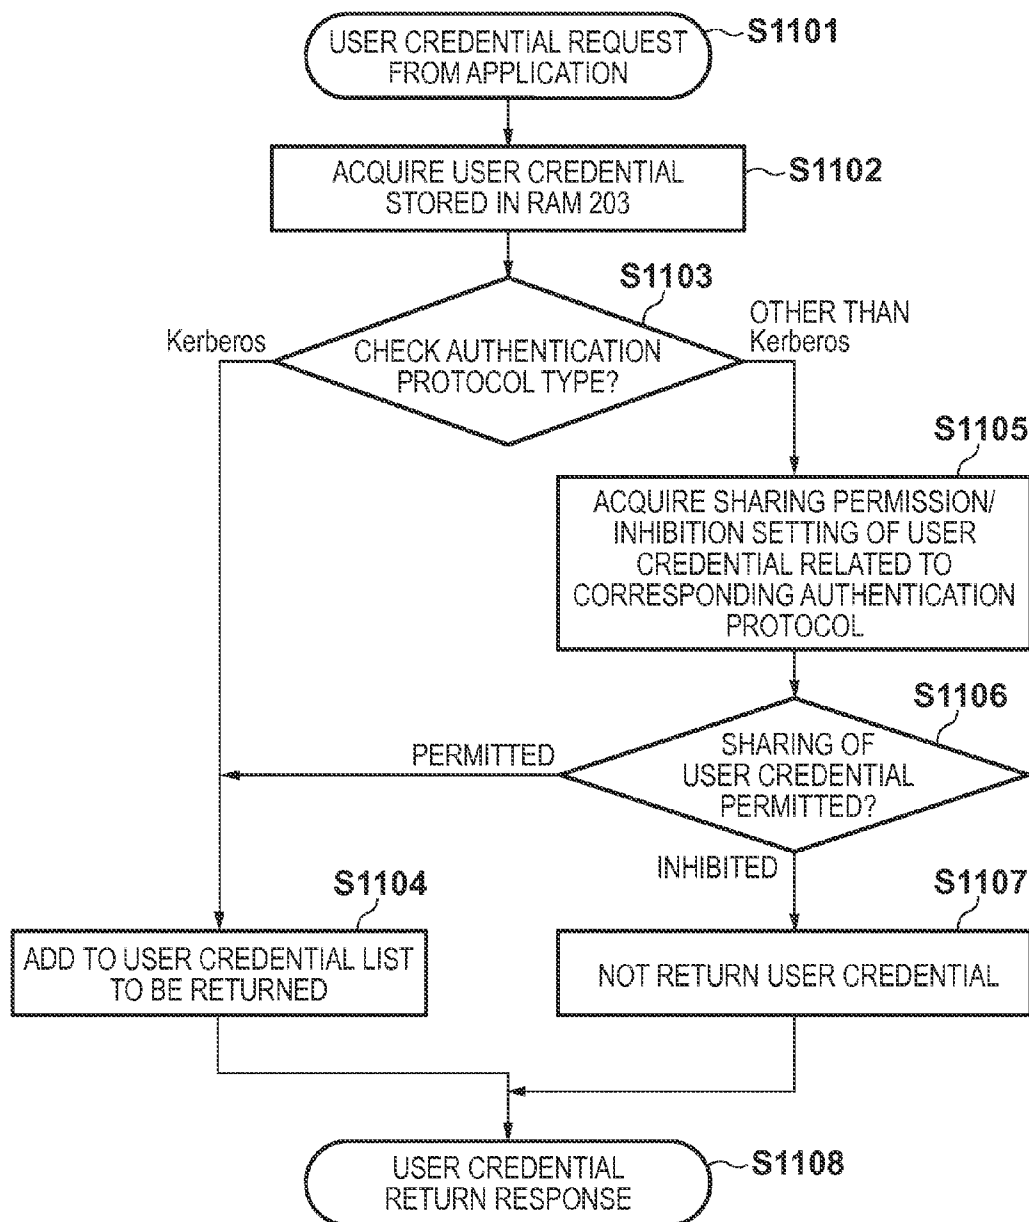 USER CREDENTIAL REQUEST
FROM APPLICATION
S1101
ACQUIRE USER CREDENTIAL
STORED IN RAM 203
S1102
S1103
CHECK AUTHENTICATION
PROTOCOL TYPE?
Kerberos
OTHER THAN
Kerberos
S1105
ACQUIRE SHARING PERMISSION/
INHIBITION SETTING OF USER
CREDENTIAL RELATED TO
CORRESPONDING AUTHENTICATION
PROTOCOL
S1106
SHARING OF
USER CREDENTIAL
PERMITTED?
PERMITTED
INHIBITED
S1104
ADD TO USER CREDENTIAL LIST
TO BE RETURNED
S1107
NOT RETURN USER CREDENTIAL
USER CREDENTIAL
RETURN RESPONSE
S1108